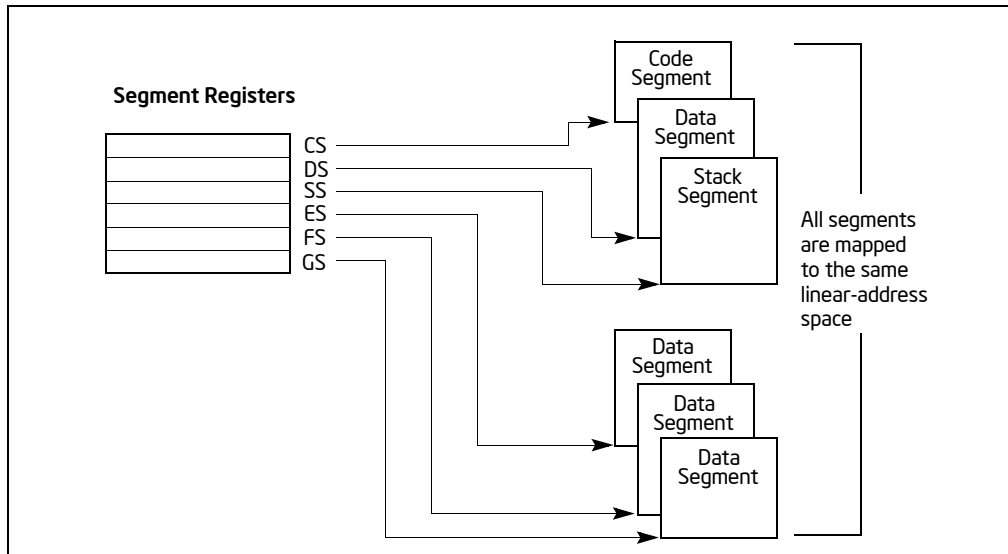 Segment Registers
CS
DS
SS
ES
FS
GS
Code
Segment
Data
Segment
Stack
Segment
Data
Segment
Data
Segment
Data
Segment
All segments
are mapped
to the same
linear-address
space